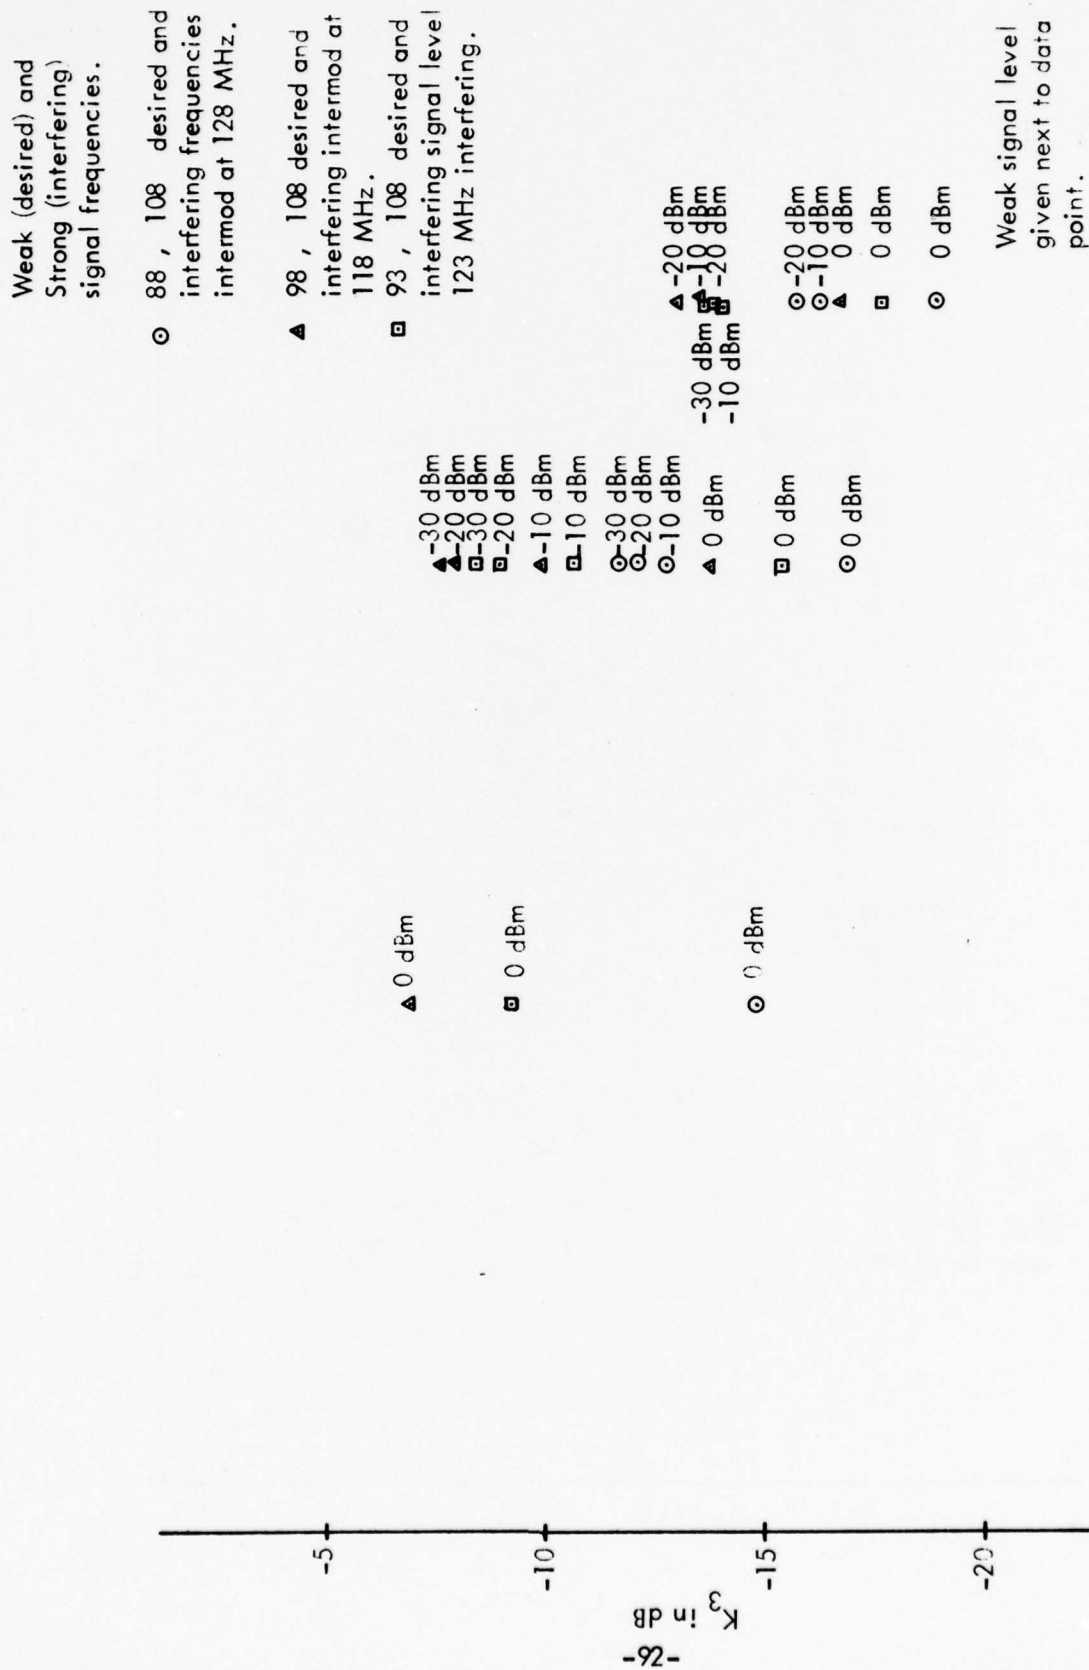 Weak (desired) and
Strong (interfering)
signal frequencies.
88 , 108 desired and
interfering frequencies
intermod at 128 MHz.
98 , 108 desired and
interfering intermod at
118 MHz.
93 , 108 desired and
interfering signal level
123 MHz interfering.
0 dBm
0 dBm
0 dBm
-30 dBm
-20 dBm
-30 dBm
-20 dBm
-10 dBm
-10 dBm
-30 dBm
-20 dBm
-10 dBm
0 dBm
0 dBm
0 dBm
-20 dBm
-10 dBm
-20 dBm
-30 dBm
-10 dBm
-20 dBm
-10 dBm
0 dBm
0 dBm
0 dBm
Weak signal level
given next to data
point.
-5
-10
-15
-20
K3 in dB
-26-